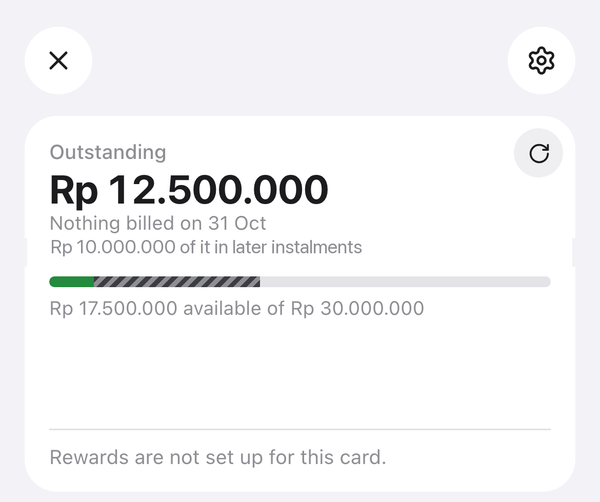 Outstanding
Rp 12.500.000
Nothing billed on 31 Oct
Rp 10.000.000 of it in later instalments
Rp 17.500.000 available of Rp 30.000.000
Rewards are not set up for this card.